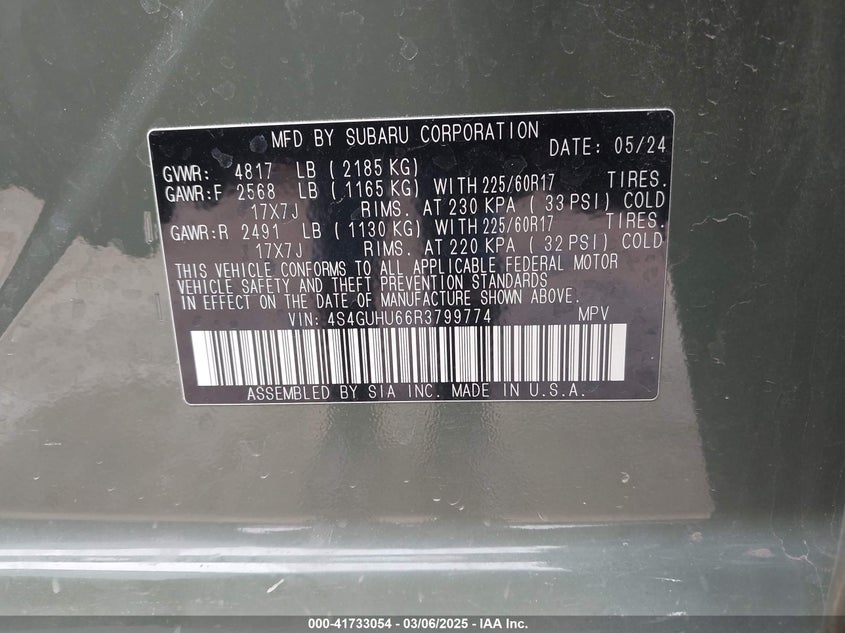 MFD BY SUBARU CORPORATION
DATE: 05/24
GVWR: 4817 LB ( 2185 KG)
GAWR:F 2568 LB ( 1165 KG) WITH 225/60R17 TIRES.
17X7J RIMS. AT 230 KPA ( 33 PSI) COLD
GAWR:R 2491 LB ( 1130 KG) WITH 225/60R17 TIRES.
17X7J RIMS. AT 220 KPA ( 32 PSI) COLD
THIS VEHICLE CONFORMS TO ALL APPLICABLE FEDERAL MOTOR
VEHICLE SAFETY AND THEFT PREVENTION STANDARDS
IN EFFECT ON THE DATE OF MANUFACTURE SHOWN ABOVE.
VIN: 4S4GUHU66R3799774 MPV
ASSEMBLED BY SIA INC. MADE IN U.S.A.
000-41733054 - 03/06/2025 - IAA Inc.